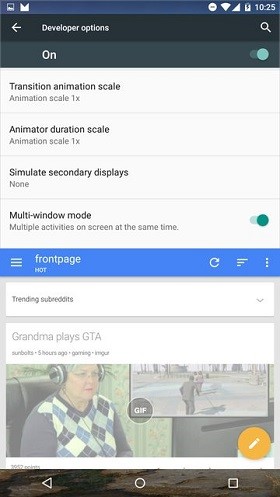 10:25
Developer options
On
Transition animation scale
Animation scale 1x
Animator duration scale
Animation scale 1x
Simulate secondary displays
None
Multi-window mode
Multiple activities on screen at the same time.
frontpage
HOT
Trending subreddits
Grandma plays GTA
sunbolts • 5 hours ago • gaming • imgur
GIF
3952 points